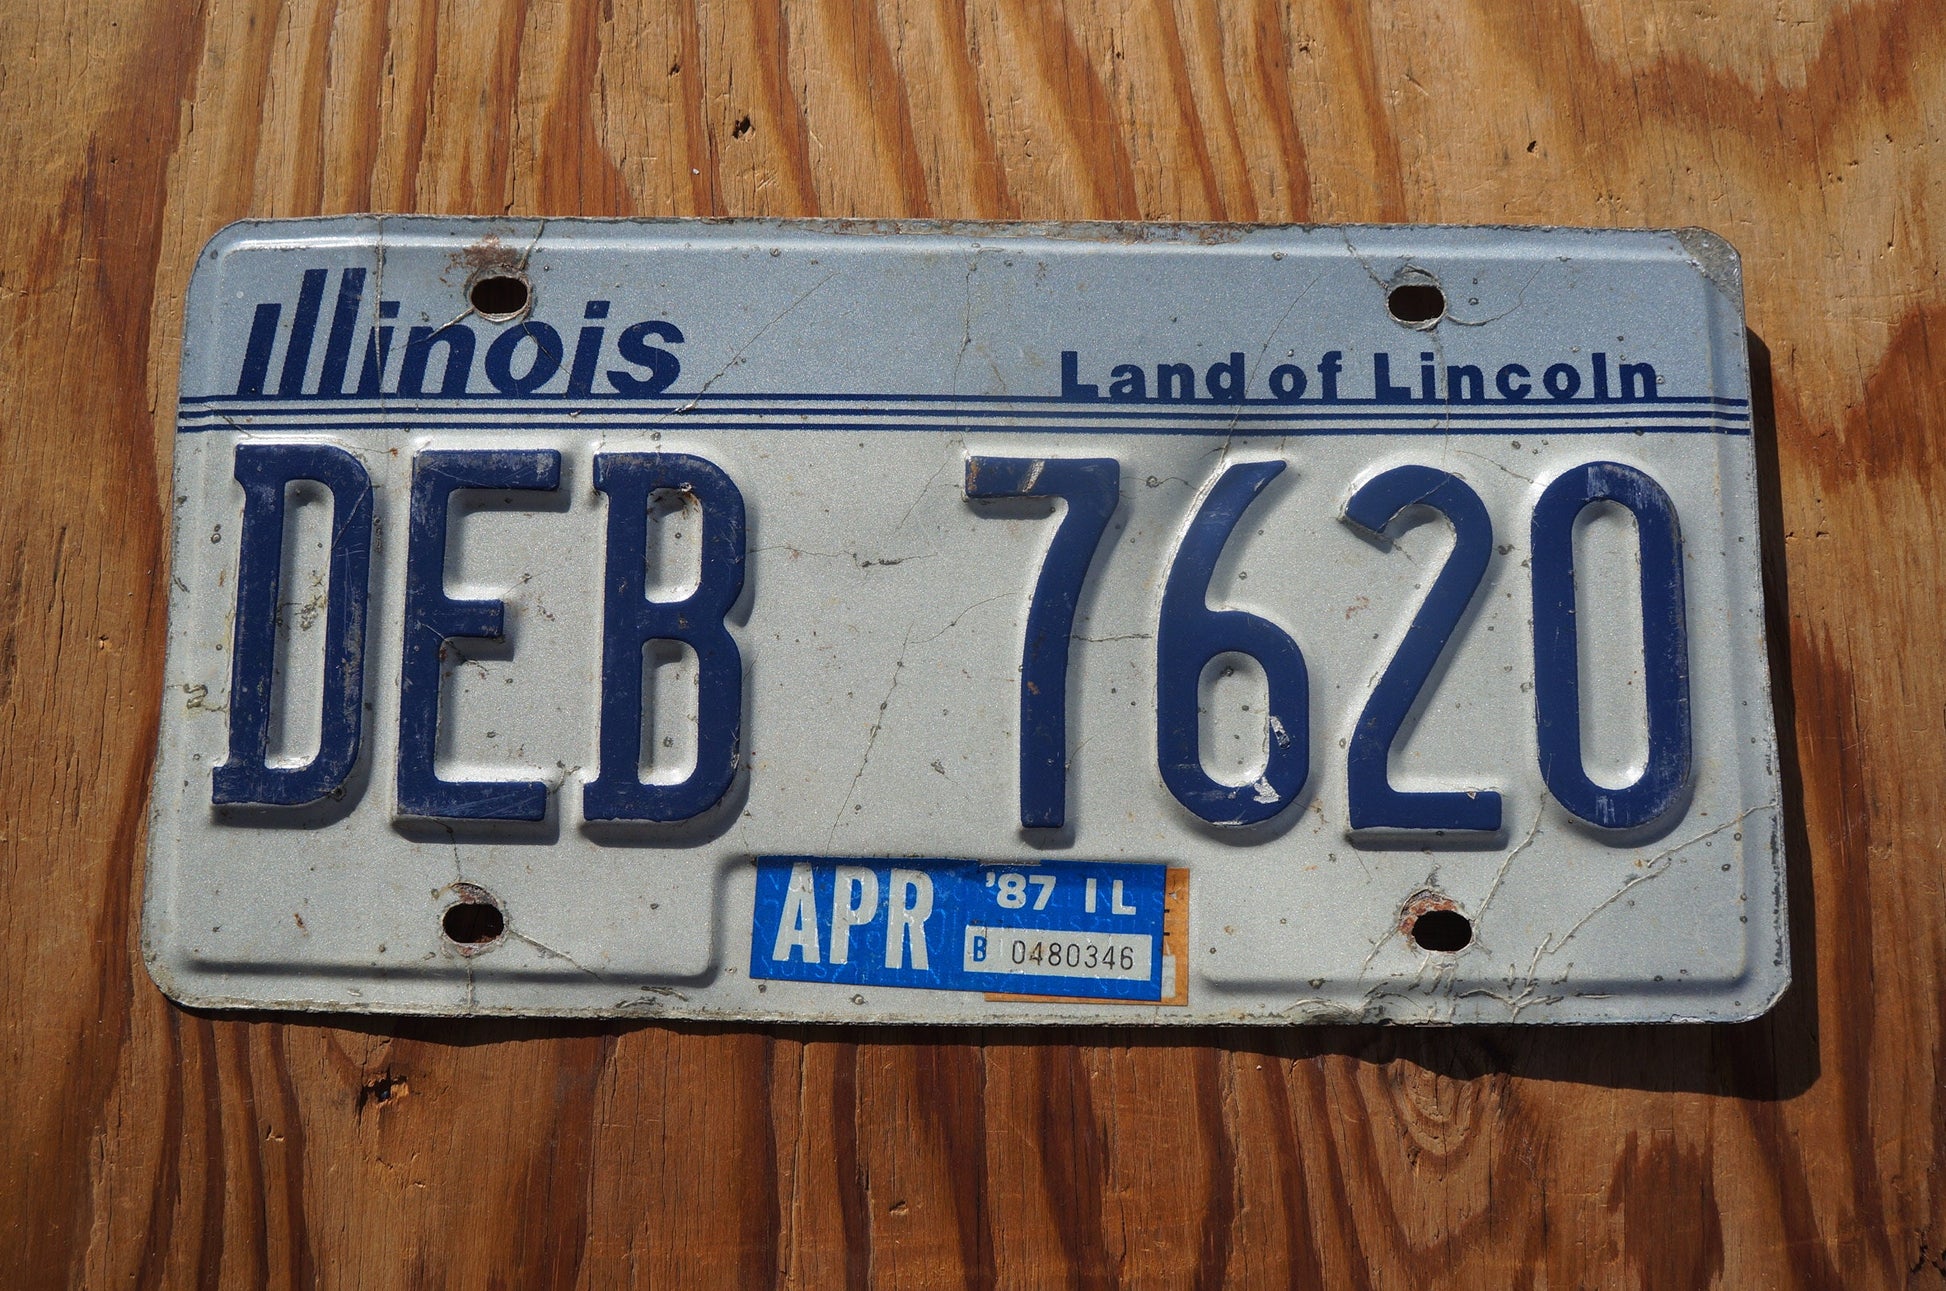 Illinois Land of Lincoln
DEB 7620
APR '87 IL
B 0480346